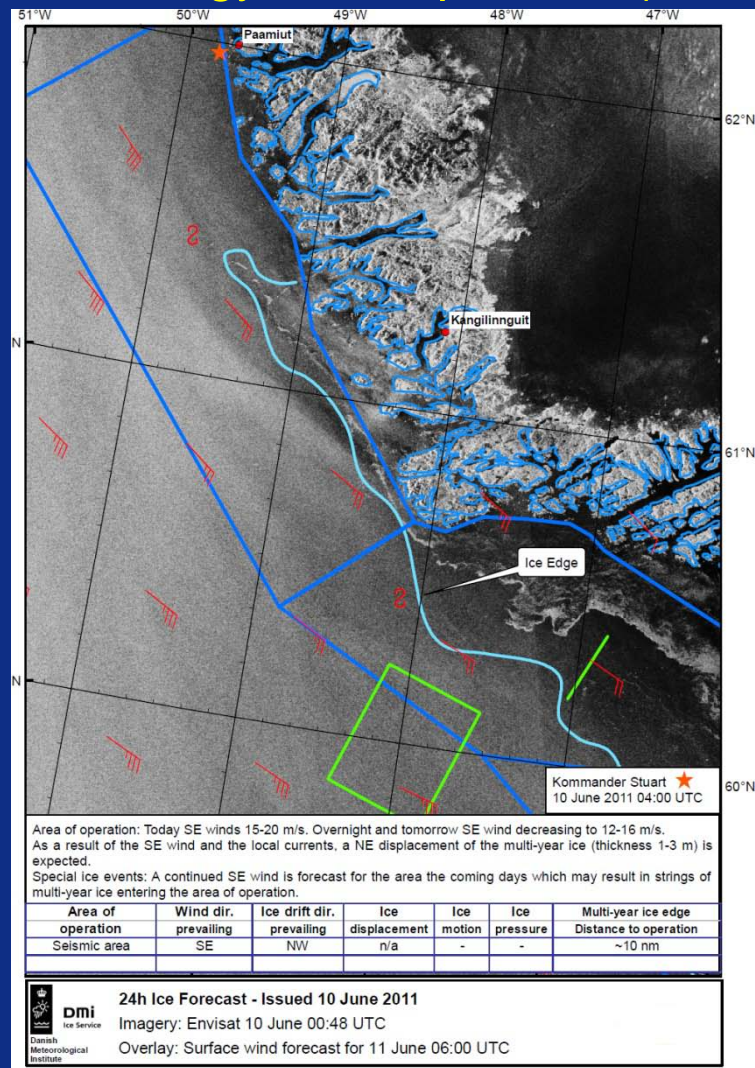 51°W
50°W
49°W
48°W
47°W
Paamiut
62°N
Kangilinnguit
N
61°N
Ice Edge
N
60°N
Kommander Stuart
10 June 2011 04:00 UTC
Area of operation: Today SE winds 15-20 m/s. Overnight and tomorrow SE wind decreasing to 12-16 m/s.
As a result of the SE wind and the local currents, a NE displacement of the multi-year ice (thickness 1-3 m) is
expected.
Special ice events: A continued SE wind is forecast for the area the coming days which may result in strings of
multi-year ice entering the area of operation.
Area of operation Wind dir. prevailing Ice drift dir. prevailing Ice displacement Ice motion Ice pressure Multi-year ice edge Distance to operation
Seismic area SE NW n/a - - ~10 nm
DMi
Ice Service
Danish
Meteorological
Institute
24h Ice Forecast - Issued 10 June 2011
Imagery: Envisat 10 June 00:48 UTC
Overlay: Surface wind forecast for 11 June 06:00 UTC